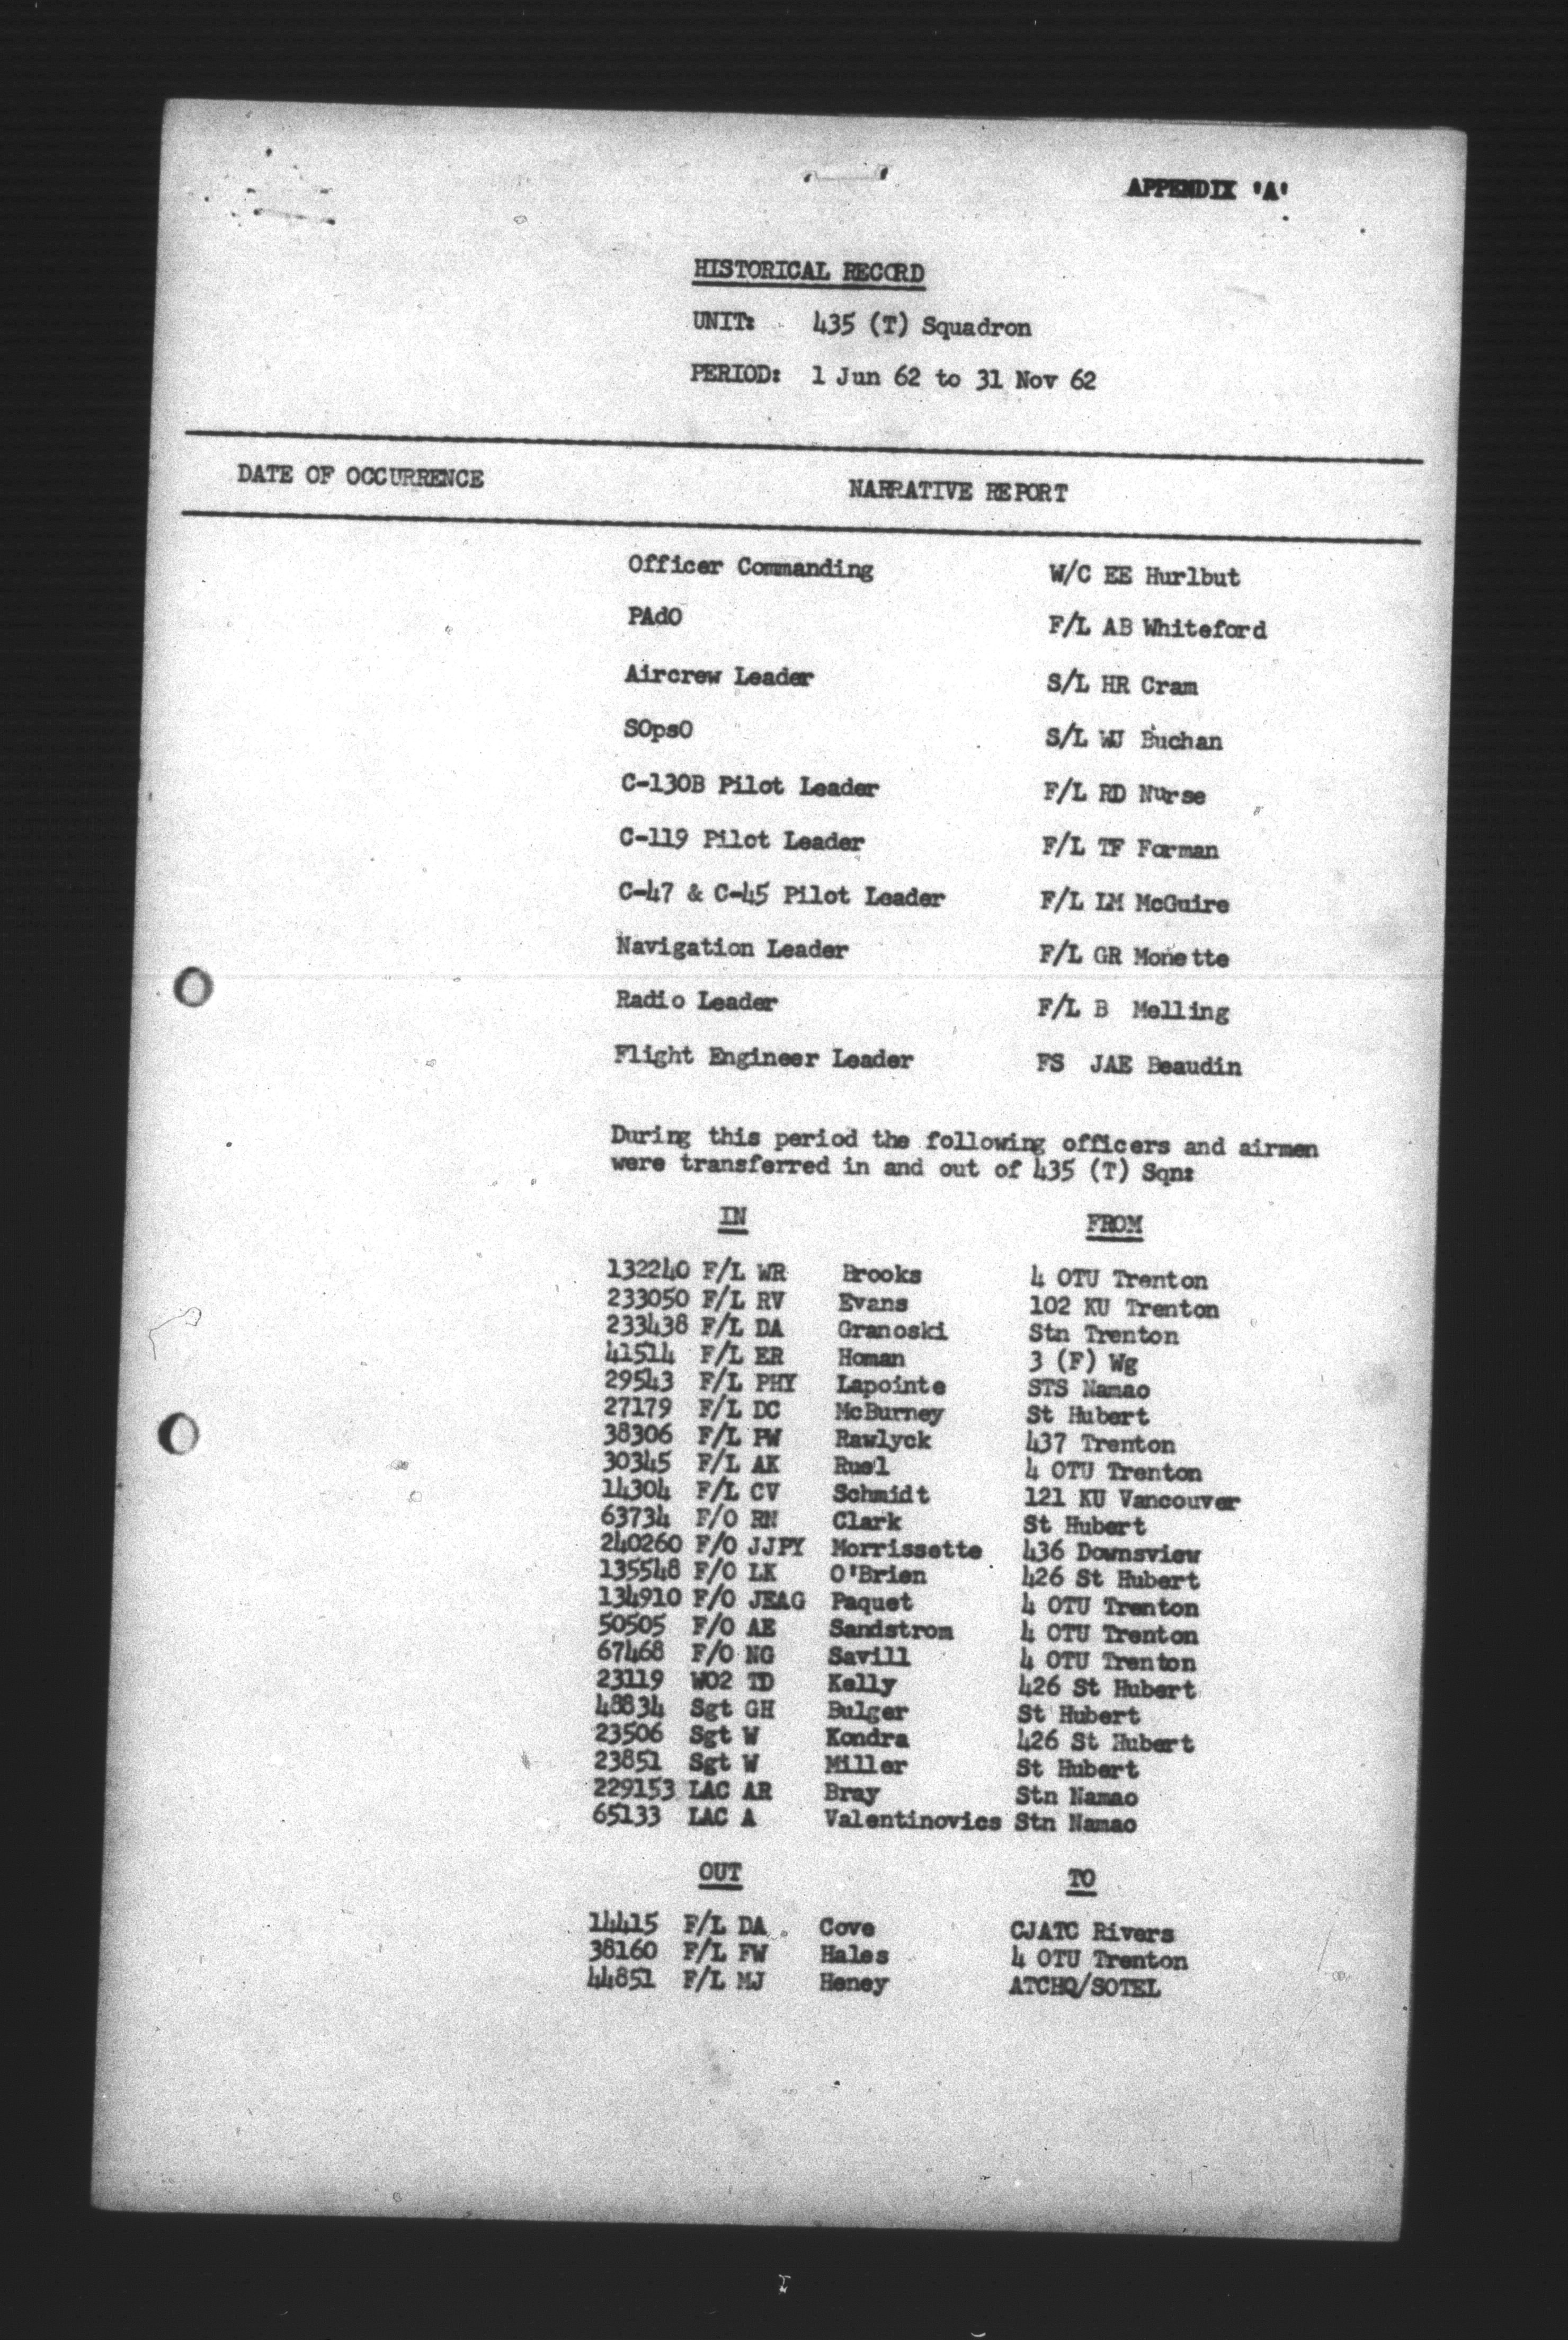 APPENDIX 'A'
HISTORICAL RECORD
UNIT: 435 (T) Squadron
PERIOD: 1 Jun 62 to 31 Nov 62
DATE OF OCCURRENCE NARRATIVE REPORT
Officer Commanding W/C EE Hurlbut
PAdO F/L AB Whiteford
Aircrew Leader S/L HR Cram
SOpsO S/L WJ Buchan
C-130B Pilot Leader F/L RD Nurse
C-119 Pilot Leader F/L TF Forman
C-47 & C-45 Pilot Leader F/L LM McGuire
Navigation Leader F/L GR Monette
Radio Leader F/L B Melling
Flight Engineer Leader FS JAE Beaudin
During this period the following officers and airmen
were transferred in and out of 435 (T) Sqn:
IN FROM
132240 F/L WR Brooks 4 OTU Trenton
233050 F/L RV Evans 102 KU Trenton
233438 F/L DA Granoski Stn Trenton
41514 F/L ER Homan 3 (F) Wg
29543 F/L PHY Lapointe STS Namao
27179 F/L DC McBurney St Hubert
38306 F/L PW Rawlyck 437 Trenton
30345 F/L AK Ruel 4 OTU Trenton
14304 F/L CV Schmidt 121 KU Vancouver
63734 F/O RN Clark St Hubert
240260 F/O JJPY Morrissette 436 Downsview
135548 F/O LK O'Brien 426 St Hubert
134910 F/O JEAG Paquet 4 OTU Trenton
50505 F/O AE Sandstrom 4 OTU Trenton
67468 F/O NG Savill 4 OTU Trenton
23119 WO2 TD Kelly 426 St Hubert
48834 Sgt GH Bulger St Hubert
23506 Sgt W Kondra 426 St Hubert
23851 Sgt W Miller St Hubert
229153 LAC AR Bray Stn Namao
65133 LAC A Valentinovics Stn Namao
OUT TO
14415 F/L DA Cove CJATC Rivers
38160 F/L FW Hales 4 OTU Trenton
44851 F/L MJ Heney ATCHQ/SOTEL